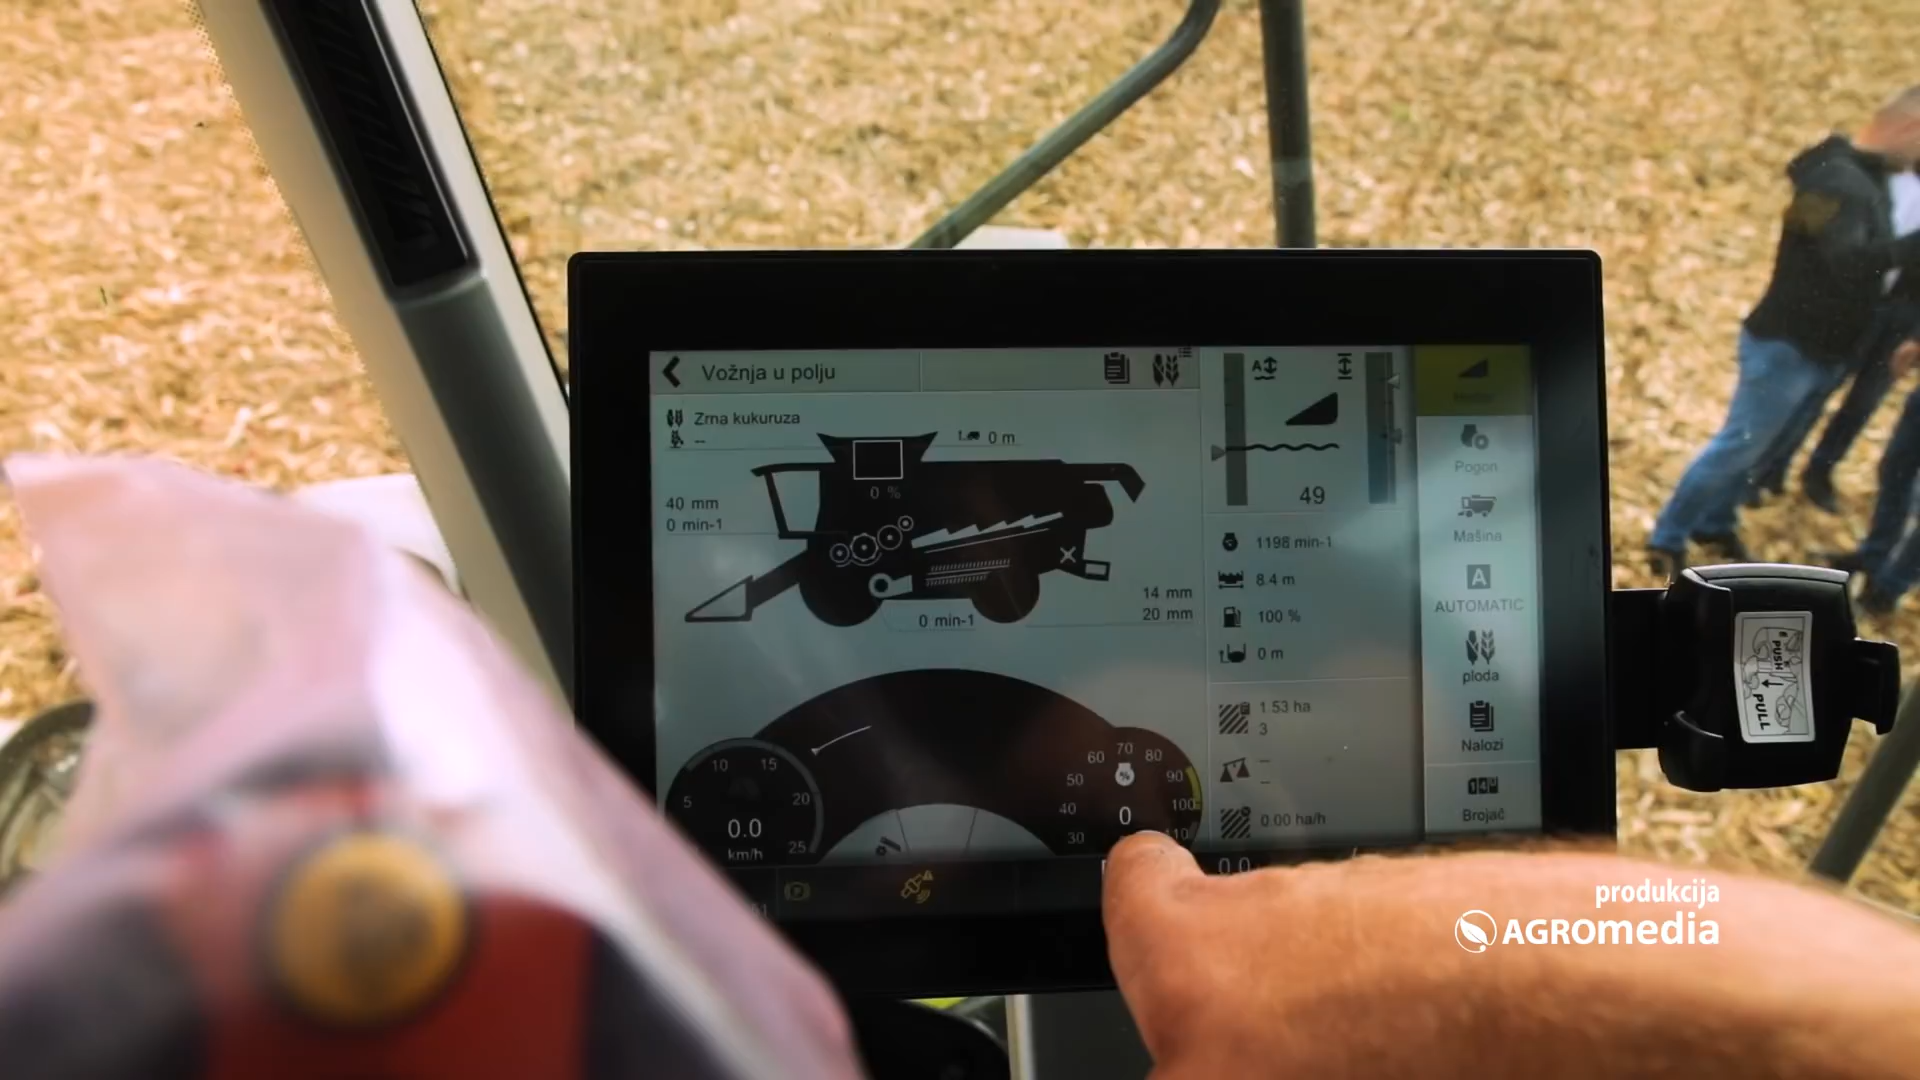 Vožnja u polju
Zrna kukuruza
--
0 m
0 %
40 mm
0 min-1
14 mm
20 mm
0 min-1
A
49
1198 min-1
8.4 m
100 %
0 m
1.53 ha
3
--
--
0.00 ha/h
Pogon
Mašina
A
AUTOMATIC
ploda
Nalozi
Brojač
5
10
15
20
25
0.0
km/h
%
30
40
50
60
70
80
90
100
110
%
0
0.0
PUSH
PULL
produkcija
AGROmedia